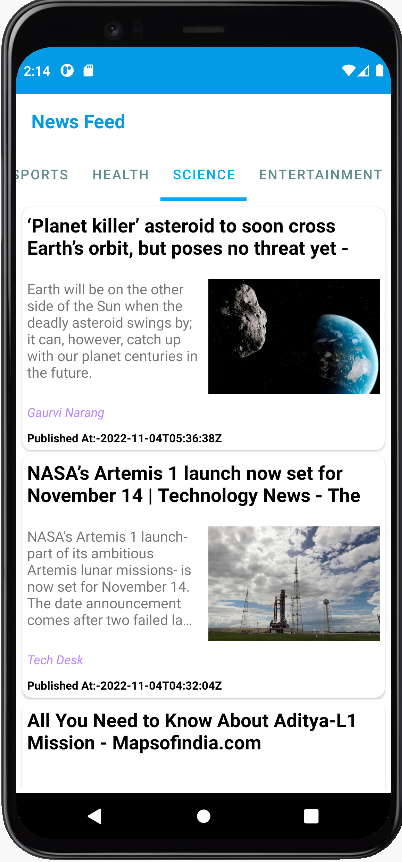 2:14
News Feed
SPORTS HEALTH SCIENCE ENTERTAINMENT
‘Planet killer’ asteroid to soon cross
Earth’s orbit, but poses no threat yet -
Earth will be on the other
side of the Sun when the
deadly asteroid swings by;
it can, however, catch up
with our planet centuries in
the future.
Gaurvi Narang
Published At:-2022-11-04T05:36:38Z
NASA’s Artemis 1 launch now set for
November 14 | Technology News - The
NASA's Artemis 1 launch-
part of its ambitious
Artemis lunar missions- is
now set for November 14.
The date announcement
comes after two failed la…
Tech Desk
Published At:-2022-11-04T04:32:04Z
All You Need to Know About Aditya-L1
Mission - Mapsofindia.com